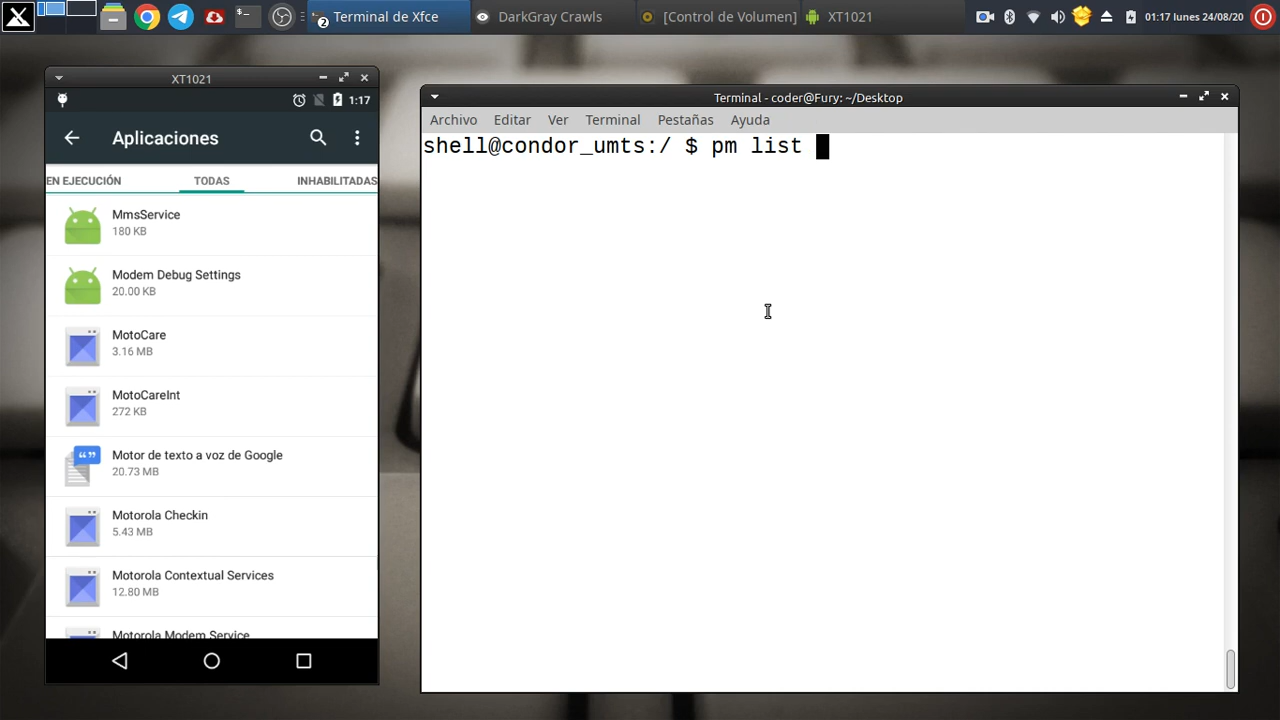 Terminal de Xfce
2
DarkGray Crawls
[Control de Volumen]
XT1021
01:17 lunes 24/08/20
XT1021
1:17
Aplicaciones
EN EJECUCIÓN
TODAS
INHABILITADAS
MmsService
180 KB
Modem Debug Settings
20.00 KB
MotoCare
3.16 MB
MotoCareInt
272 KB
Motor de texto a voz de Google
20.73 MB
Motorola Checkin
5.43 MB
Motorola Contextual Services
12.80 MB
Motorola Modem Service
Terminal - coder@Fury: ~/Desktop
Archivo Editar Ver Terminal Pestañas Ayuda
shell@condor_umts:/ $ pm list